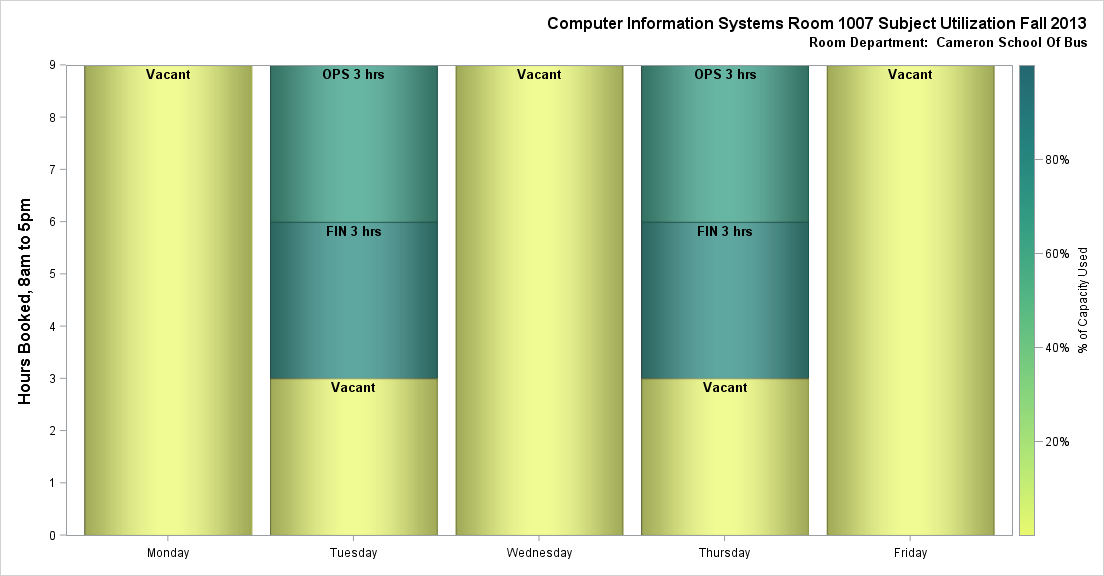 Computer Information Systems Room 1007 Subject Utilization Fall 2013
Room Department:  Cameron School Of Bus
Hours Booked, 8am to 5pm
9
8
7
6
5
4
3
2
1
0
Vacant
OPS 3 hrs
Vacant
OPS 3 hrs
Vacant
FIN 3 hrs
FIN 3 hrs
Vacant
Vacant
Monday
Tuesday
Wednesday
Thursday
Friday
80%
60%
40%
20%
% of Capacity Used